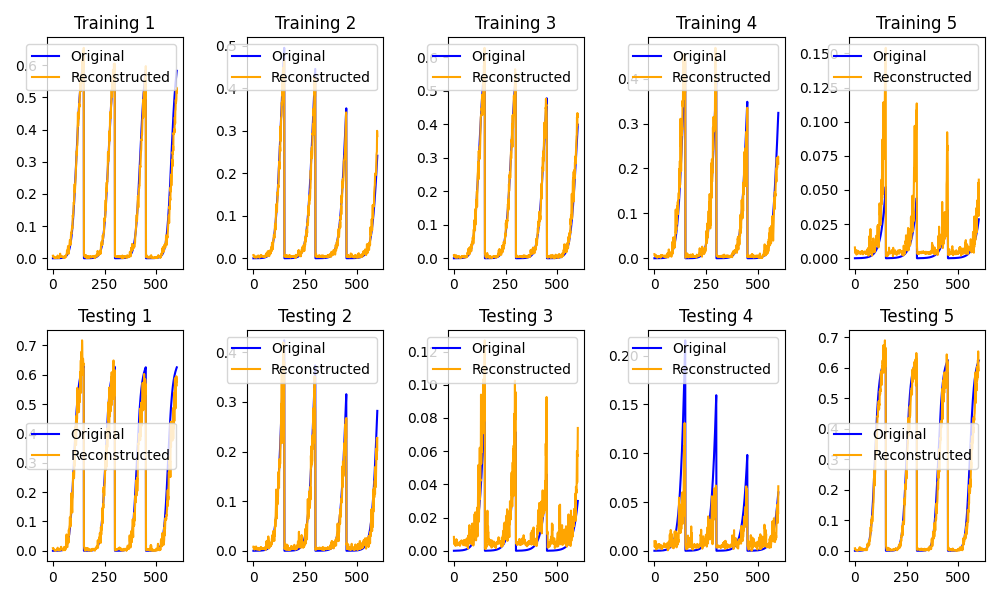 Training 1
Original
Reconstructed
0.6
0.5
0.4
0.3
0.2
0.1
0.0
0 250 500
Training 2
Original
Reconstructed
0.5
0.4
0.3
0.2
0.1
0.0
0 250 500
Training 3
Original
Reconstructed
0.6
0.5
0.4
0.3
0.2
0.1
0.0
0 250 500
Training 4
Original
Reconstructed
0.4
0.3
0.2
0.1
0.0
0 250 500
Training 5
Original
Reconstructed
0.150
0.125
0.100
0.075
0.050
0.025
0.000
0 250 500
Testing 1
0.7
0.6
0.5
0.4
Original
Reconstructed
0.3
0.2
0.1
0.0
0 250 500
Testing 2
Original
Reconstructed
0.4
0.3
0.2
0.1
0.0
0 250 500
Testing 3
Original
Reconstructed
0.12
0.10
0.08
0.06
0.04
0.02
0.00
0 250 500
Testing 4
Original
Reconstructed
0.20
0.15
0.10
0.05
0.00
0 250 500
Testing 5
0.7
0.6
0.5
0.4
Original
Reconstructed
0.3
0.2
0.1
0.0
0 250 500